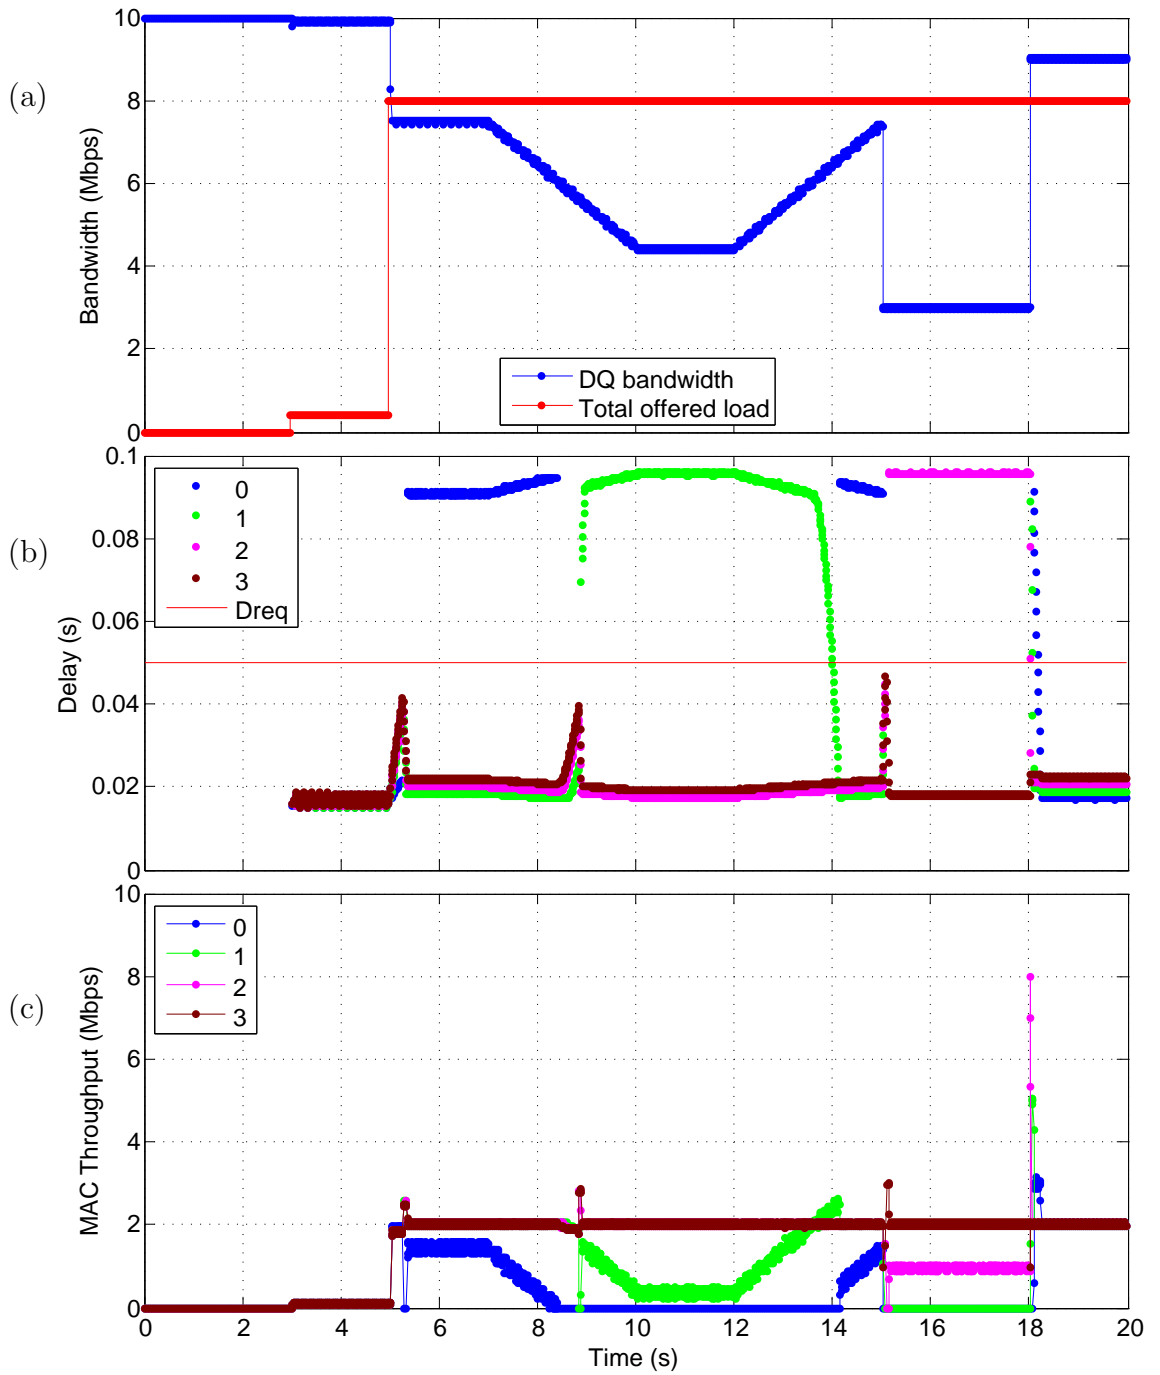 (a)
Bandwidth (Mbps)
10
8
6
4
2
0
DQ bandwidth
Total offered load
(b)
Delay (s)
0.1
0.08
0.06
0.04
0.02
0
0
1
2
3
Dreq
(c)
MAC Throughput (Mbps)
10
8
6
4
2
0
0
1
2
3
0 2 4 6 8 10 12 14 16 18 20
Time (s)